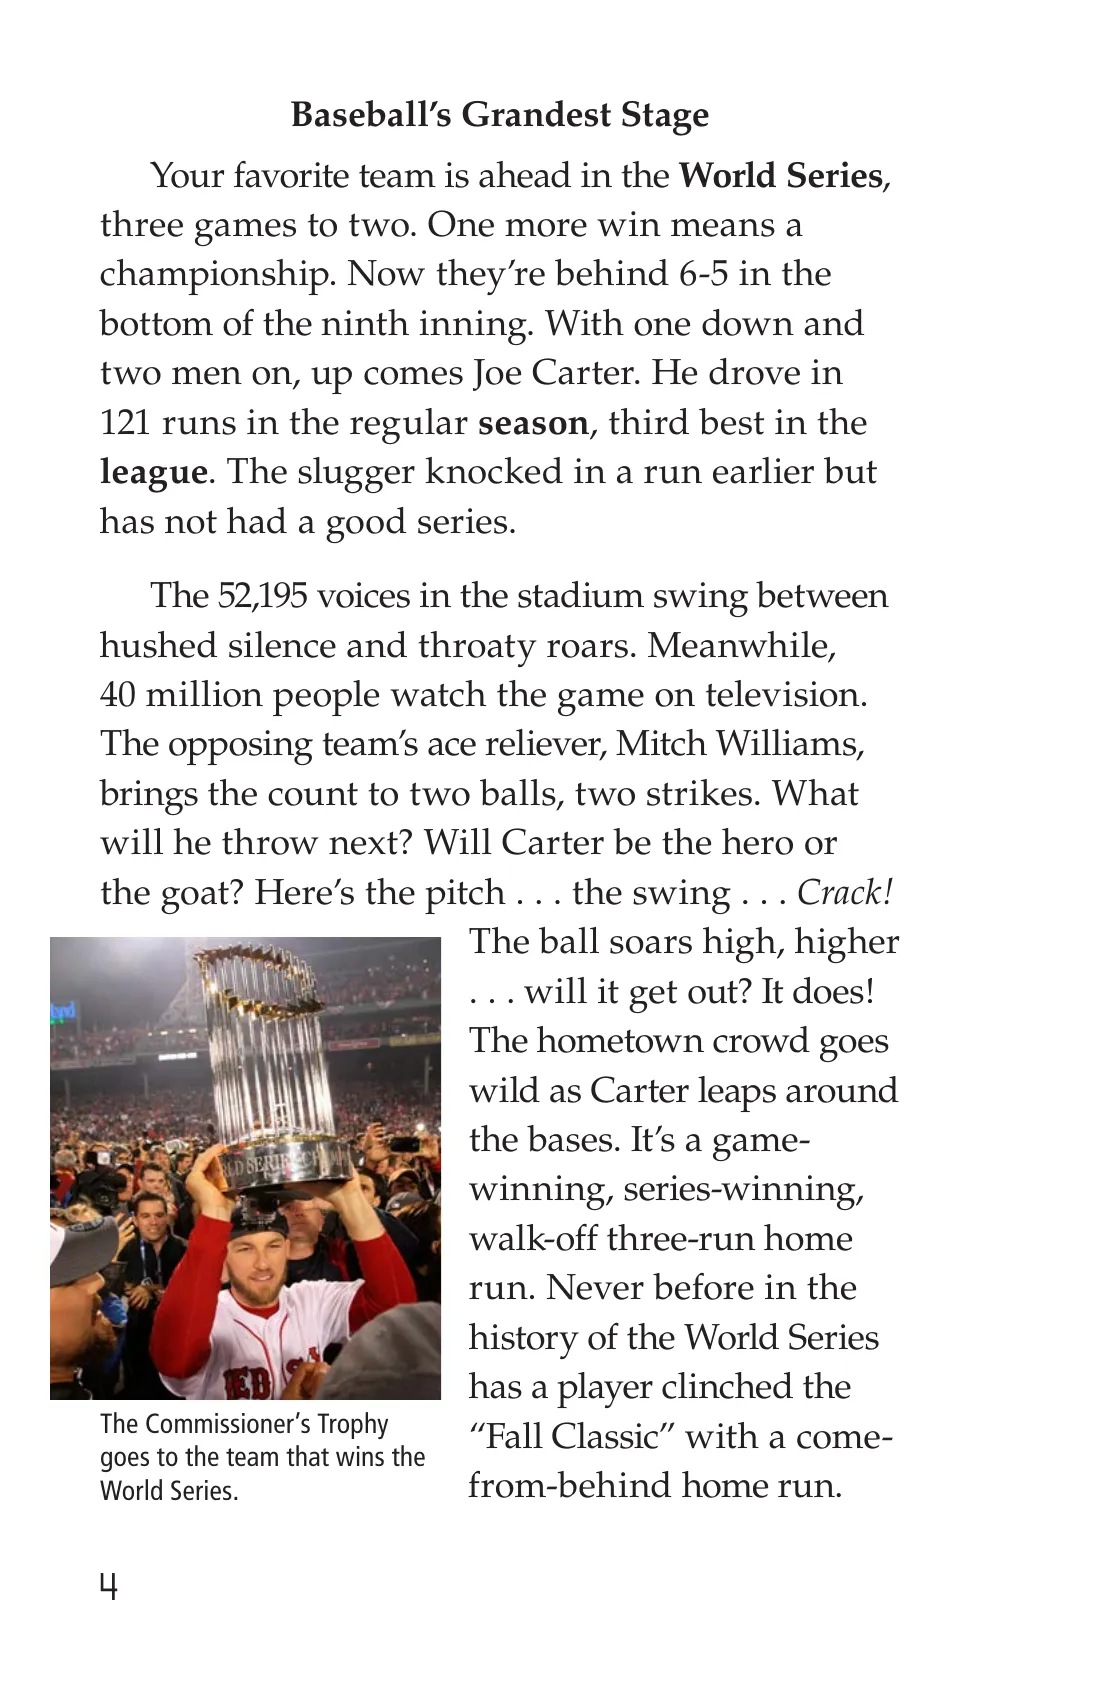 Baseball’s Grandest Stage
Your favorite team is ahead in the World Series,
three games to two. One more win means a
championship. Now they’re behind 6-5 in the
bottom of the ninth inning. With one down and
two men on, up comes Joe Carter. He drove in
121 runs in the regular season, third best in the
league. The slugger knocked in a run earlier but
has not had a good series.
The 52,195 voices in the stadium swing between
hushed silence and throaty roars. Meanwhile,
40 million people watch the game on television.
The opposing team’s ace reliever, Mitch Williams,
brings the count to two balls, two strikes. What
will he throw next? Will Carter be the hero or
the goat? Here’s the pitch . . . the swing . . . Crack!
The ball soars high, higher
. . . will it get out? It does!
The hometown crowd goes
wild as Carter leaps around
the bases. It’s a game-
winning, series-winning,
walk-off three-run home
run. Never before in the
history of the World Series
has a player clinched the
“Fall Classic” with a come-
from-behind home run.
RED
The Commissioner’s Trophy
goes to the team that wins the
World Series.
4